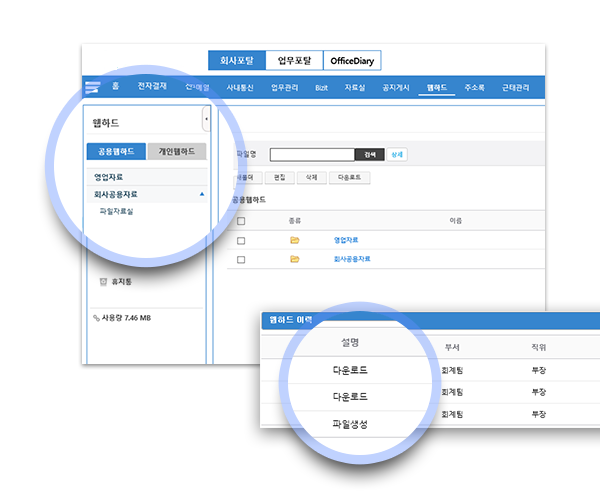 회사포탈 업무포탈 OfficeDiary
홈 전자결재 사내통신 업무관리 Bizit 자료실 공지게시 웹하드 주소록 근태관리
웹하드
공용웹하드 개인웹하드
영업자료
회사공용자료
파일자료실
휴지통
사용량 7.46 MB
파일명 검색 상세
편집 삭제 다운로드
공용웹하드
종류 이름
영업자료
회사공용자료
웹하드 이력
설명 부서 직위
다운로드 회계팀 부장
다운로드 회계팀 부장
파일생성 회계팀 부장